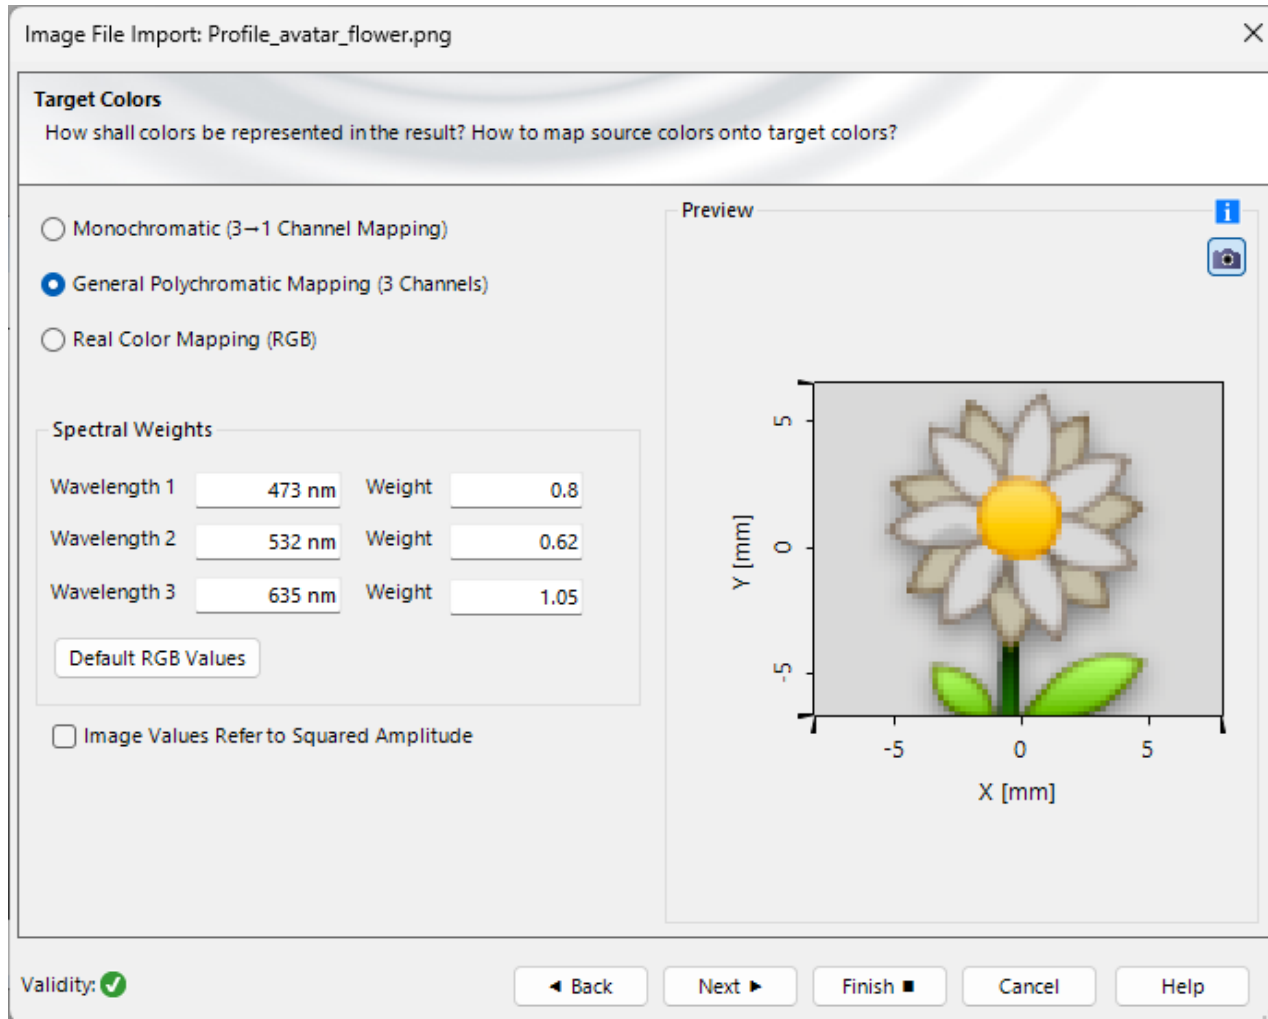 Image File Import: Profile_avatar_flower.png
Target Colors
How shall colors be represented in the result? How to map source colors onto target colors?
Monochromatic (3→1 Channel Mapping)
General Polychromatic Mapping (3 Channels)
Real Color Mapping (RGB)
Spectral Weights
Wavelength 1 473 nm Weight 0.8
Wavelength 2 532 nm Weight 0.62
Wavelength 3 635 nm Weight 1.05
Default RGB Values
Image Values Refer to Squared Amplitude
Preview
i
5
0
-5
Y [mm]
-5 0 5
X [mm]
Validity:
◄ Back Next ► Finish ■ Cancel Help